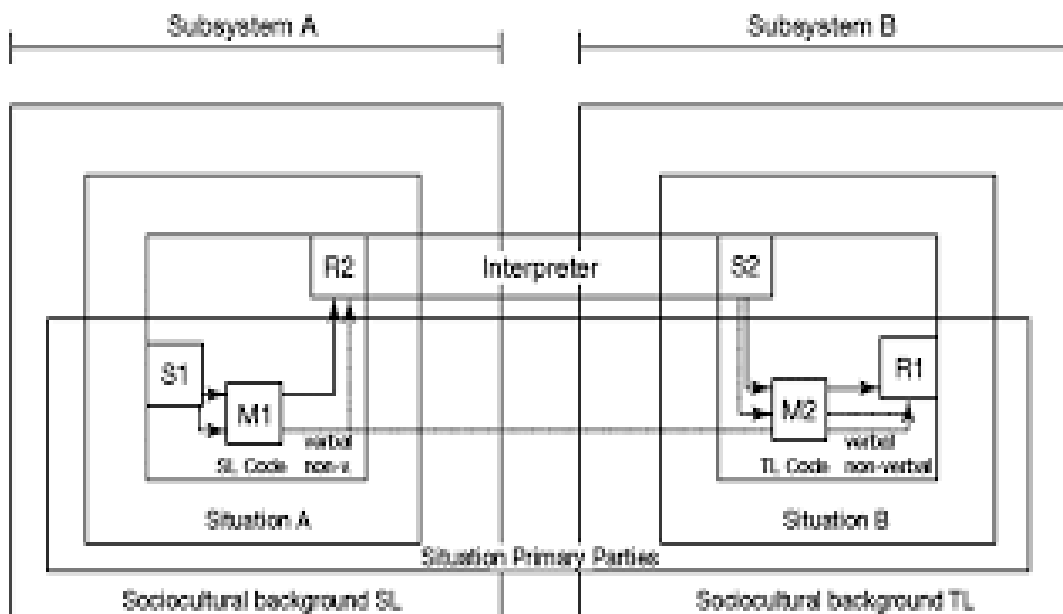 Subsystem A
Subsystem B
R2
Interpreter
S2
S1
R1
M1
M2
verbal
verbal
SL Code
non-v.
TL Code
non-verbal
Situation A
Situation B
Situation Primary Parties
Sociocultural background SL
Sociocultural background TL